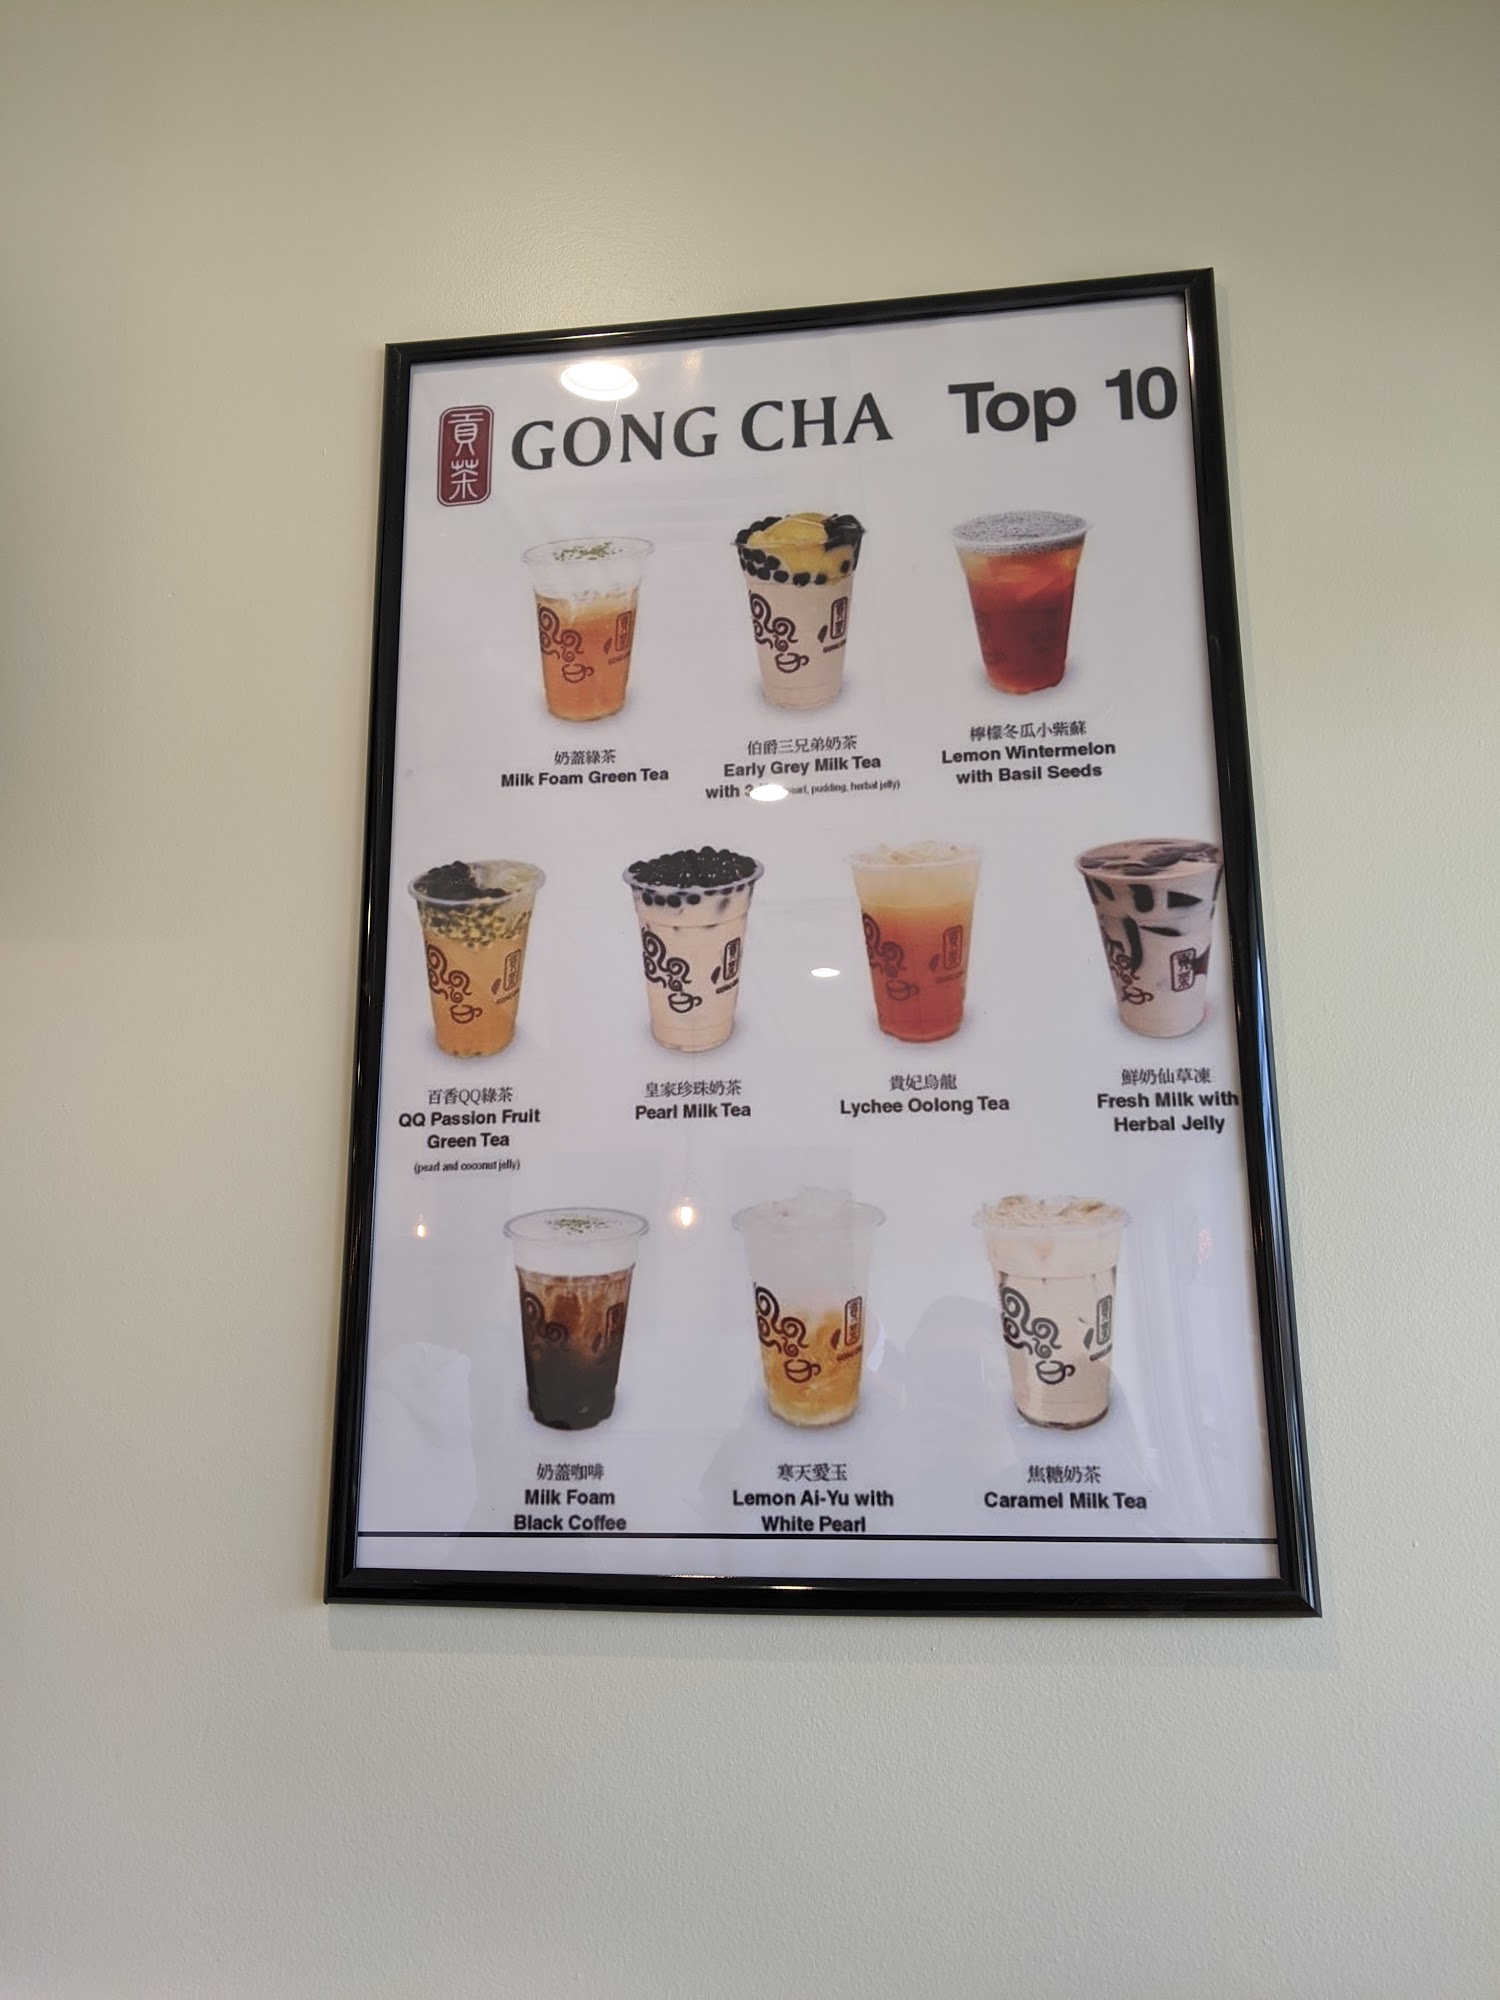 貢茶 GONG CHA Top 10
奶蓋綠茶
Milk Foam Green Tea
伯爵三兄弟奶茶
Early Grey Milk Tea
with pudding, herbal jelly)
檸檬冬瓜小紫蘇
Lemon Wintermelon
with Basil Seeds
百香QQ綠茶
QQ Passion Fruit
Green Tea
(pearl and coconut jelly)
皇家珍珠奶茶
Pearl Milk Tea
貴妃烏龍
Lychee Oolong Tea
鮮奶仙草凍
Fresh Milk with
Herbal Jelly
奶蓋咖啡
Milk Foam
Black Coffee
寒天愛玉
Lemon Ai-Yu with
White Pearl
焦糖奶茶
Caramel Milk Tea